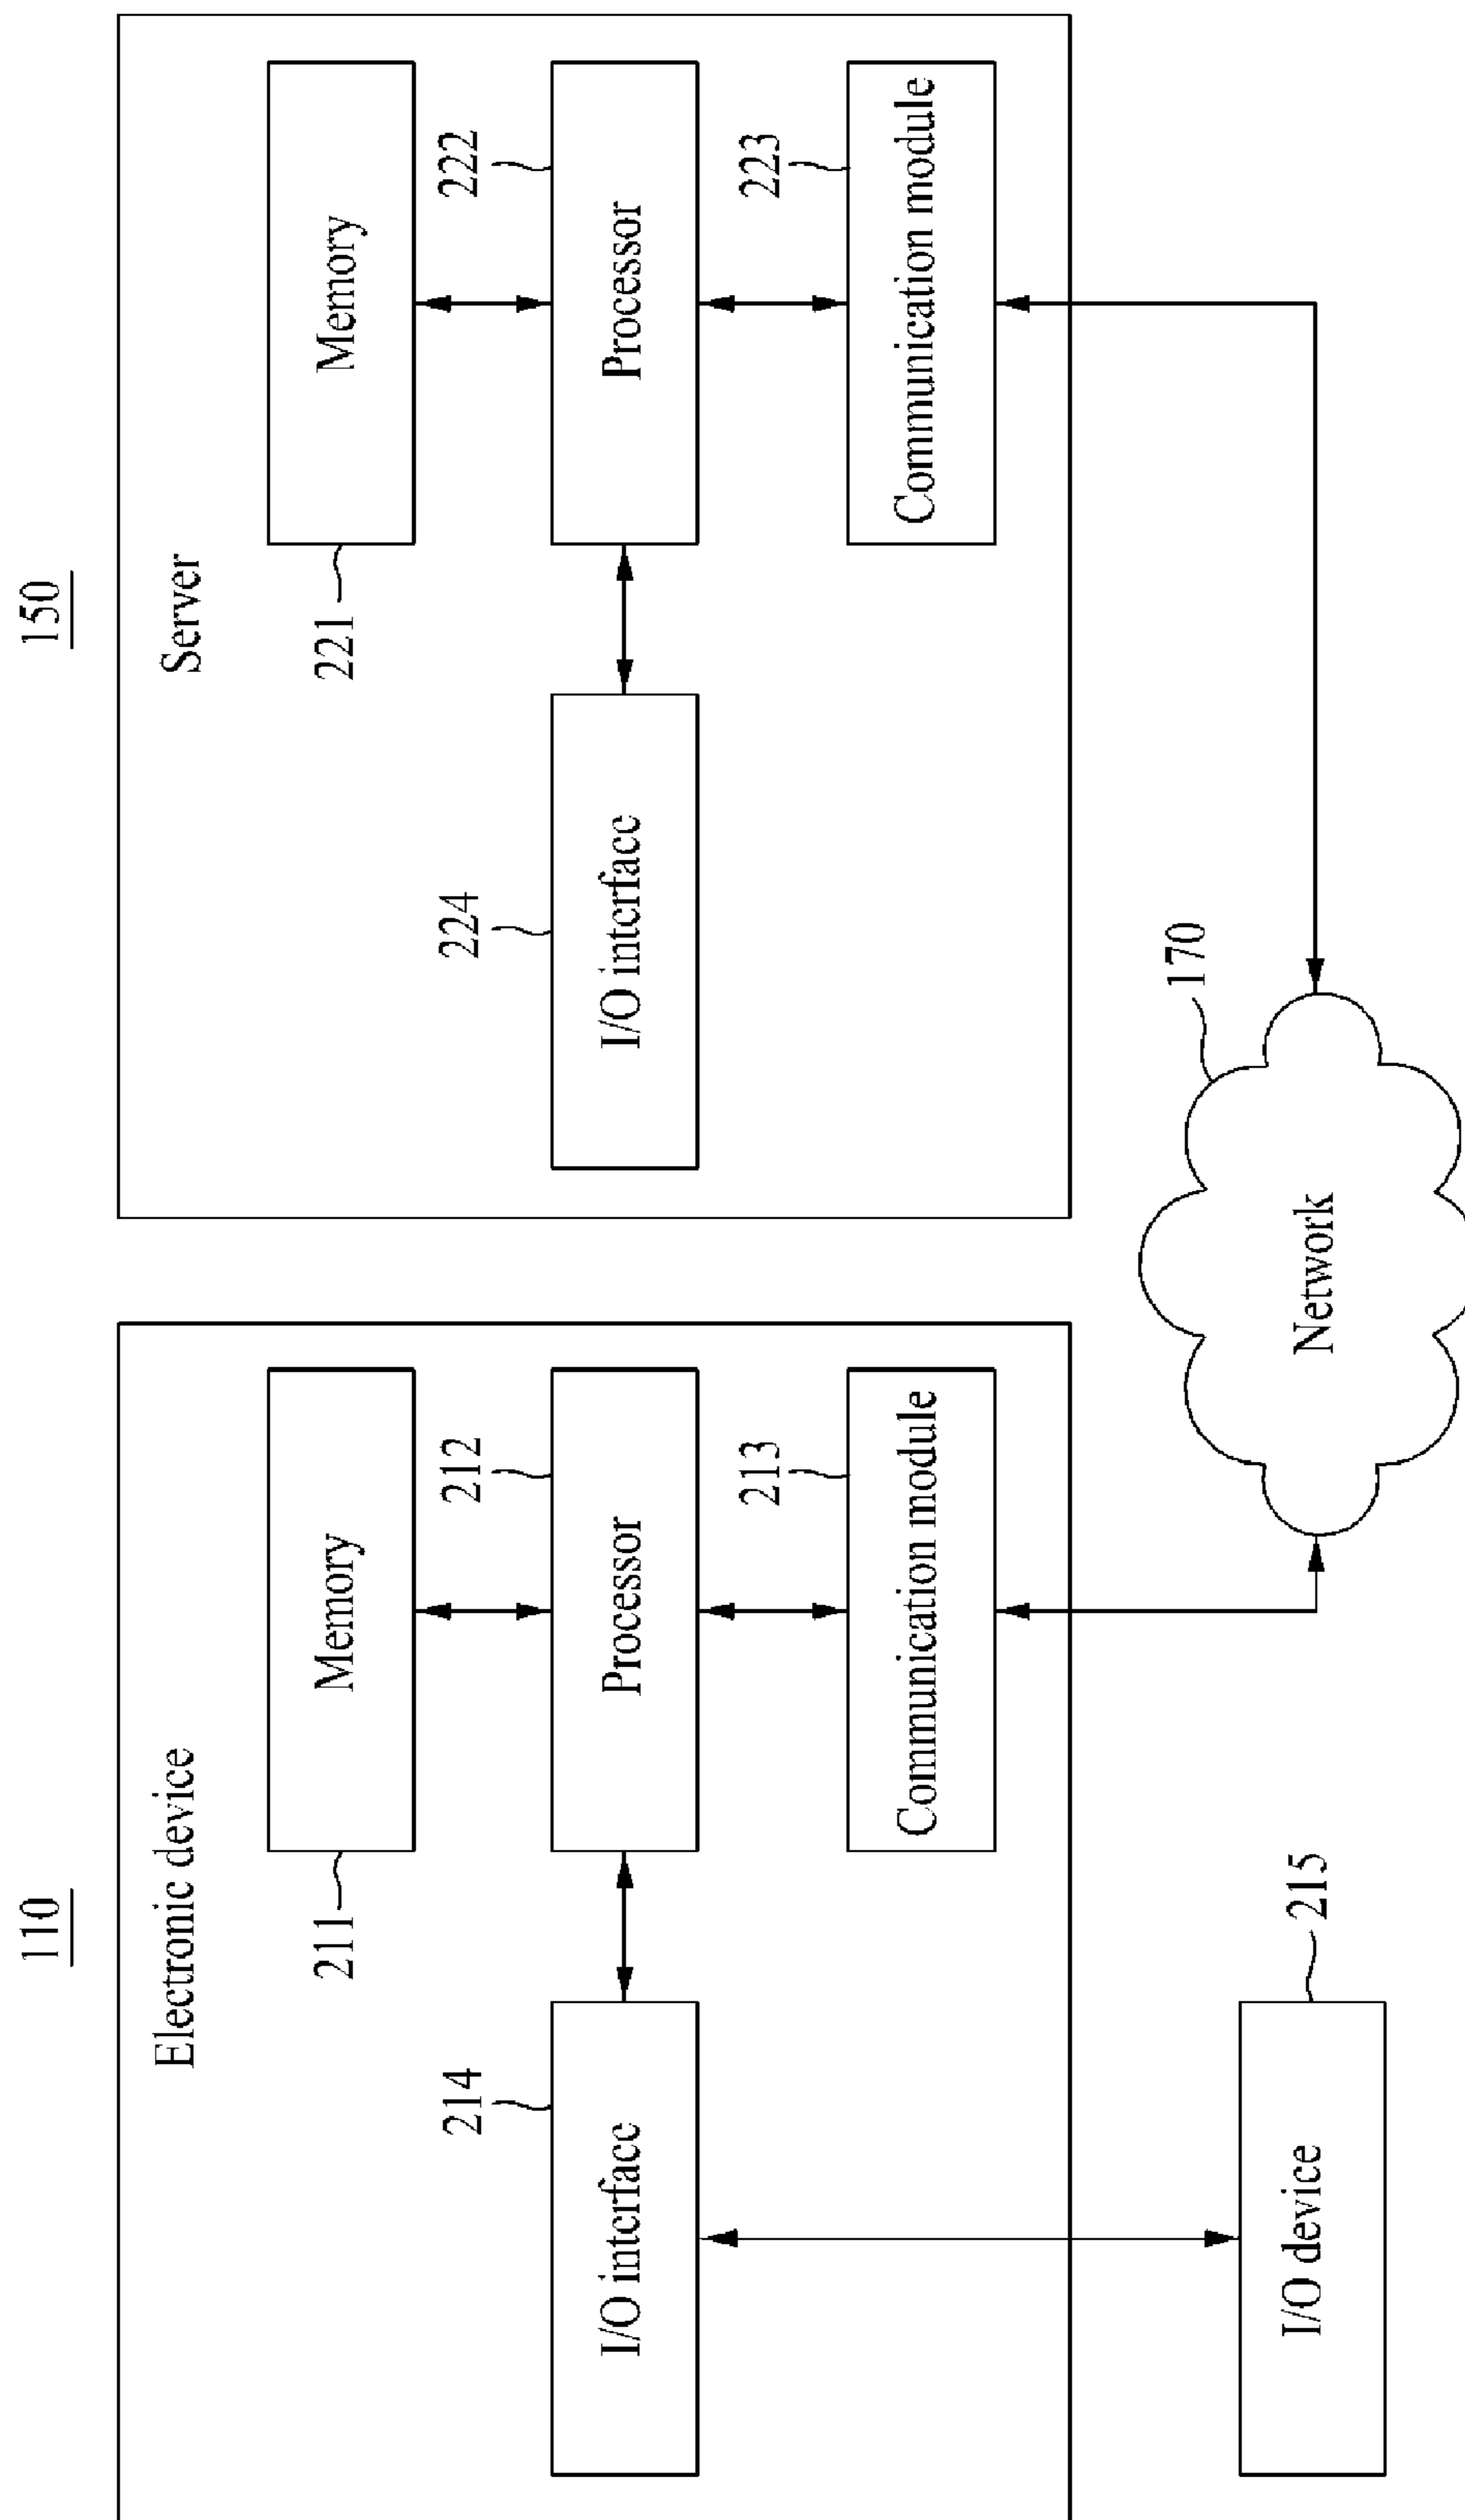 110
150
Electronic device
Server
211
Memory
221
Memory
214
212
224
222
I/O interface
Processor
I/O interface
Processor
213
223
Communication module
Communication module
170
215
I/O device
Network